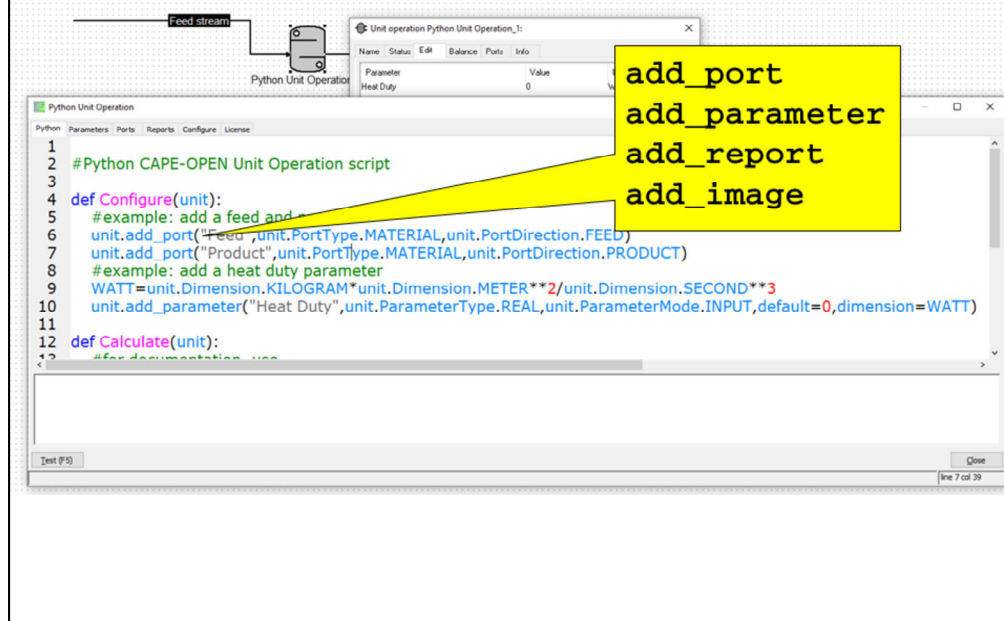 Feed stream
Python Unit Operation
Unit operation Python Unit Operation_1:
Name Status Edit Balance Ports Info
Parameter Value
Heat Duty 0
add_port
add_parameter
add_report
add_image
Python Unit Operation
Python Parameters Ports Reports Configure License
1
2 #Python CAPE-OPEN Unit Operation script
3
4 def Configure(unit):
5 #example: add a feed and
6 unit.add_port("Feed",unit.PortType.MATERIAL,unit.PortDirection.FEED)
7 unit.add_port("Product",unit.PortType.MATERIAL,unit.PortDirection.PRODUCT)
8 #example: add a heat duty parameter
9 WATT=unit.Dimension.KILOGRAM*unit.Dimension.METER**2/unit.Dimension.SECOND**3
10 unit.add_parameter("Heat Duty",unit.ParameterType.REAL,unit.ParameterMode.INPUT,default=0,dimension=WATT)
11
12 def Calculate(unit):
13 #for documentation, use
Test (F5)
Close
line 7 col 39